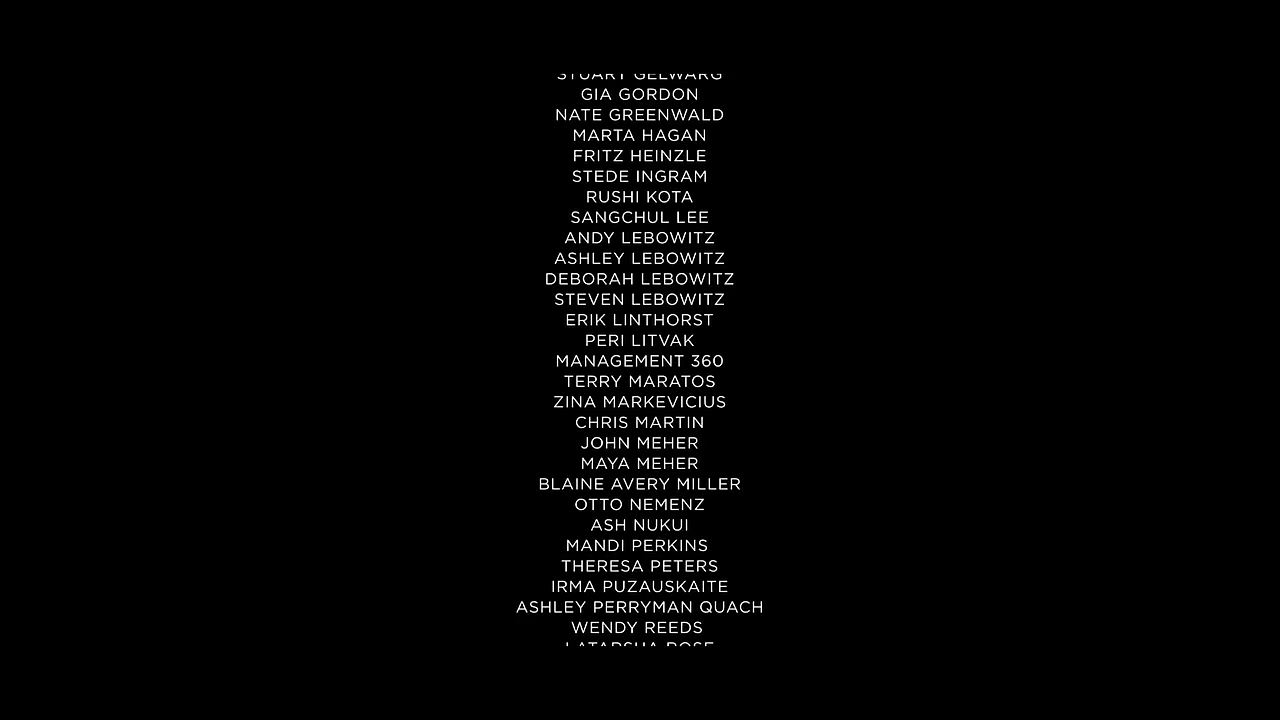 STUART GELWARG
GIA GORDON
NATE GREENWALD
MARTA HAGAN
FRITZ HEINZLE
STEDE INGRAM
RUSHI KOTA
SANGCHUL LEE
ANDY LEBOWITZ
ASHLEY LEBOWITZ
DEBORAH LEBOWITZ
STEVEN LEBOWITZ
ERIK LINTHORST
PERI LITVAK
MANAGEMENT 360
TERRY MARATOS
ZINA MARKEVICIUS
CHRIS MARTIN
JOHN MEHER
MAYA MEHER
BLAINE AVERY MILLER
OTTO NEMENZ
ASH NUKUI
MANDI PERKINS
THERESA PETERS
IRMA PUZAUSKAITE
ASHLEY PERRYMAN QUACH
WENDY REEDS